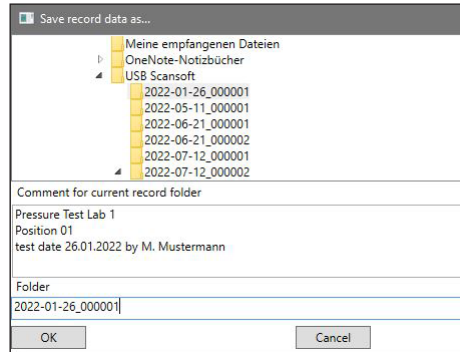 Save record data as...
Meine empfangenen Dateien
OneNote-Notizbücher
USB Scansoft
2022-01-26_000001
2022-05-11_000001
2022-06-21_000001
2022-06-21_000002
2022-07-12_000001
2022-07-12_000002
Comment for current record folder
Pressure Test Lab 1
Position 01
test date 26.01.2022 by M. Mustermann
Folder
2022-01-26_000001
OK Cancel